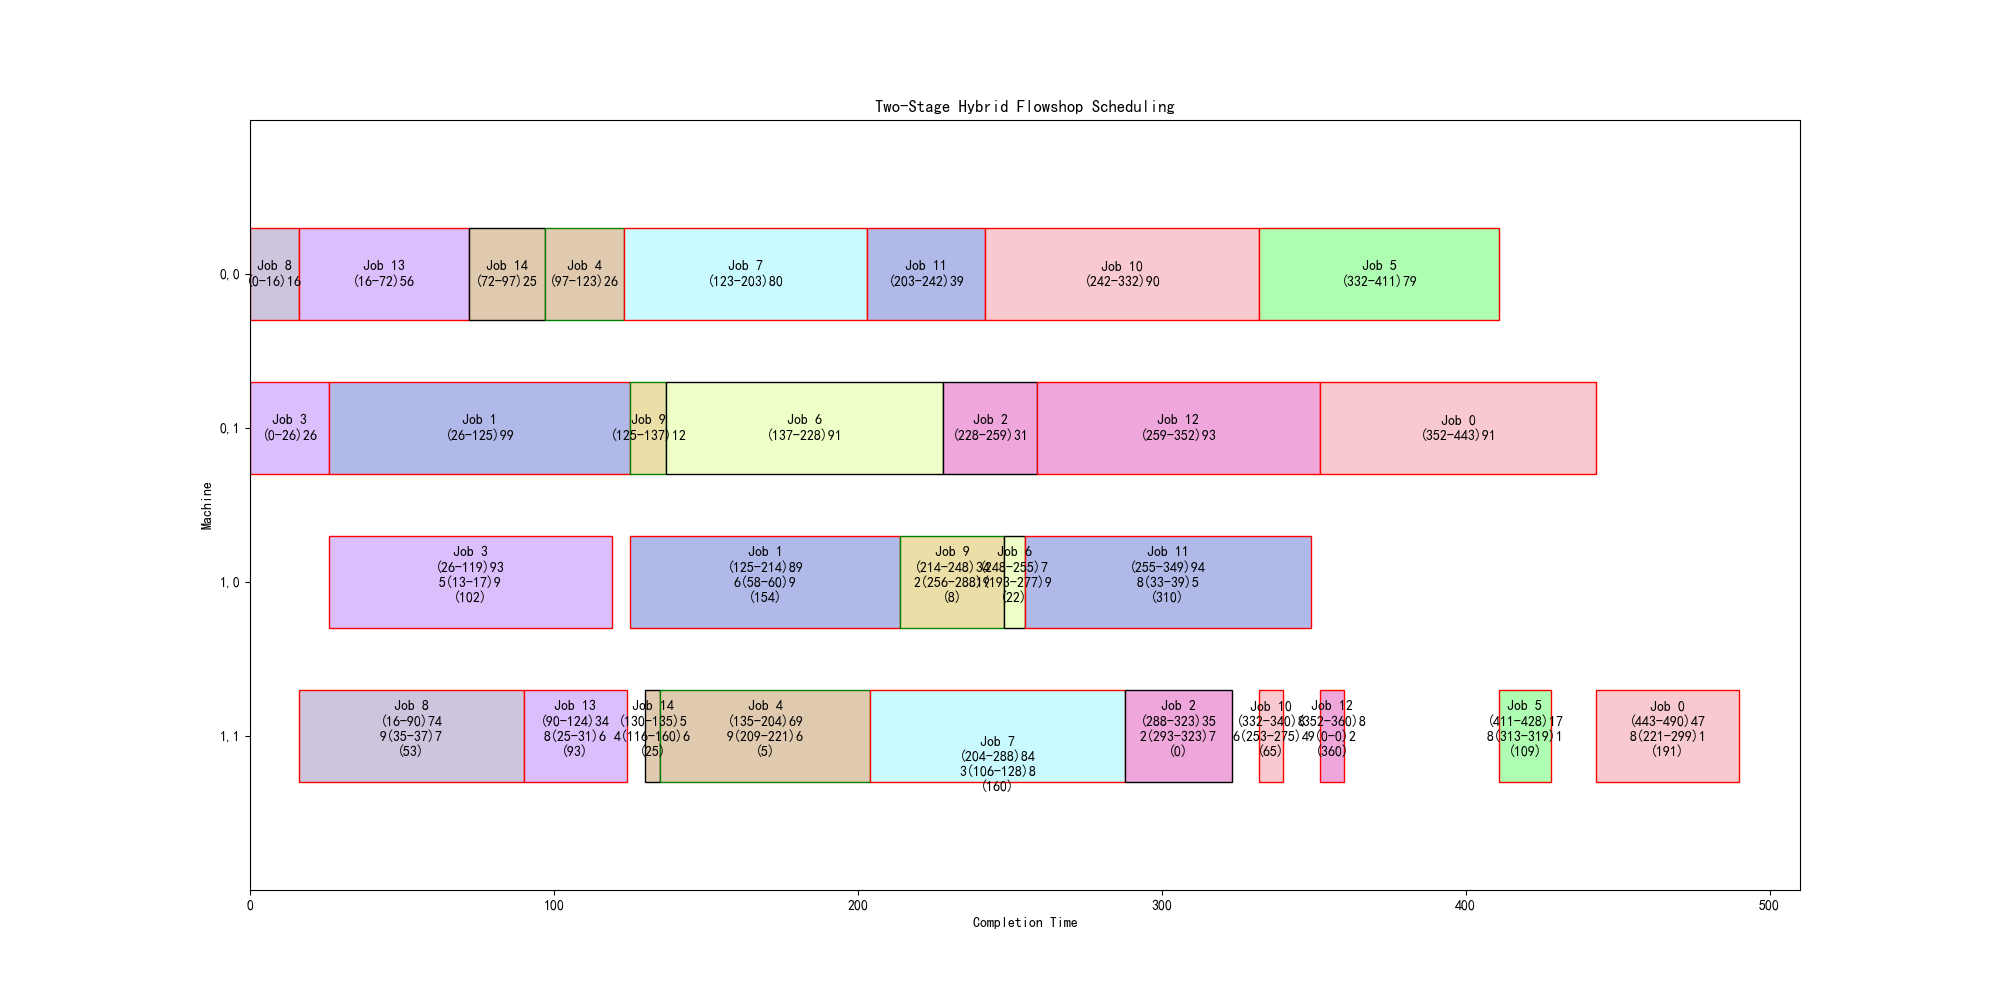 Two-Stage Hybrid Flowshop Scheduling
Machine
0,0
Job 8
(0-16)16
Job 13
(16-72)56
Job 14
(72-97)25
Job 4
(97-123)26
Job 7
(123-203)80
Job 11
(203-242)39
Job 10
(242-332)90
Job 5
(332-411)79
0,1
Job 3
(0-26)26
Job 1
(26-125)99
Job 9
(125-137)12
Job 6
(137-228)91
Job 2
(228-259)31
Job 12
(259-352)93
Job 0
(352-443)91
1,0
Job 3
(26-119)93
5(13-17)9
(102)
Job 1
(125-214)89
6(58-60)9
(154)
Job 9
(214-248)34
2(256-288)9
(8)
Job 6
(248-255)7
(22)
Job 11
(255-349)94
8(33-39)5
(310)
1,1
Job 8
(16-90)74
9(35-37)7
(53)
Job 13
(90-124)34
8(25-31)6
(93)
Job 14
(130-135)5
4(116-160)6
(25)
Job 4
(135-204)69
9(209-221)6
(5)
Job 7
(204-288)84
3(106-128)8
(160)
Job 2
(288-323)35
2(293-323)7
(0)
Job 10
(332-340)8
6(253-275)4
(65)
Job 12
(352-360)8
9(0-0)2
(360)
Job 5
(411-428)17
8(313-319)1
(109)
Job 0
(443-490)47
8(221-299)1
(191)
0
100
200
300
400
500
Completion Time